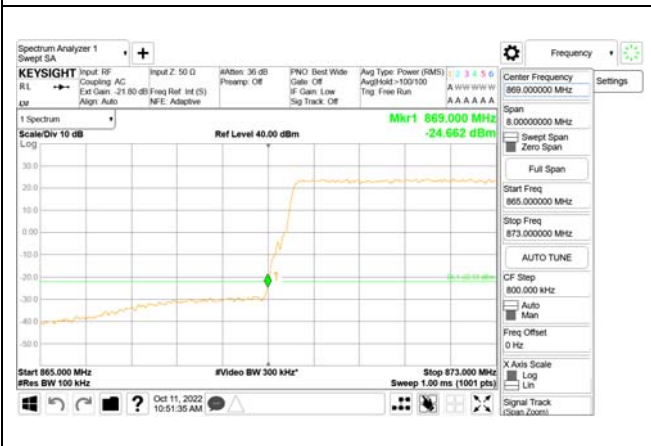 Spectrum Analyzer 1
Swept SA
Frequency
KEYSIGHT
RL
Input: RF
Coupling: AC
Ext Gain: -21.80 dB
Align: Auto
Input Z: 50 Ω
Freq Ref: Int (S)
NFE: Adaptive
#Atten: 36 dB
Preamp: Off
PNO: Best Wide
Gate: Off
IF Gain: Low
Sig Track: Off
Avg Type: Power (RMS)
Avg|Hold:>100/100
Trig: Free Run
1 2 3 4 5 6
A W W W W W
A A A A A A
Center Frequency
869.000000 MHz
Settings
Span
8.00000000 MHz
Swept Span
Zero Span
Full Span
Start Freq
865.000000 MHz
Stop Freq
873.000000 MHz
AUTO TUNE
CF Step
800.000 kHz
Auto
Man
Freq Offset
0 Hz
X Axis Scale
Log
Lin
Signal Track
(Span Zoom)
1 Spectrum
Scale/Div 10 dB
Log
Ref Level 40.00 dBm
Mkr1 869.000 MHz
-24.662 dBm
30.0
20.0
10.0
0.00
-10.0
-20.0
-30.0
-40.0
-50.0
1
Start 865.000 MHz
#Res BW 100 kHz
#Video BW 300 kHz*
Stop 873.000 MHz
Sweep 1.00 ms (1001 pts)
?
Oct 11, 2022
10:51:35 AM